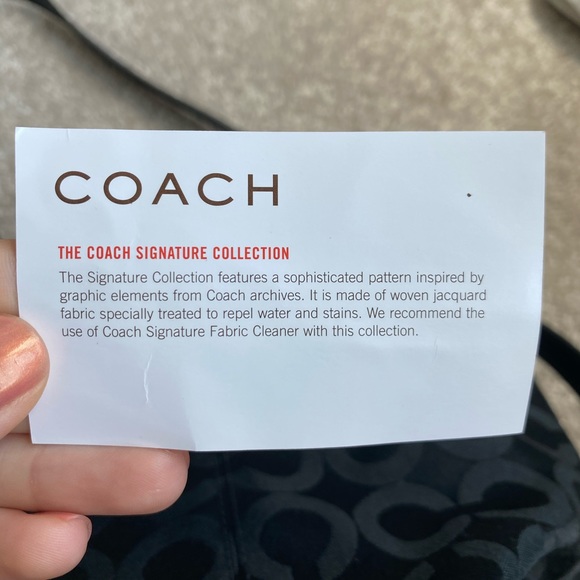 COACH
THE COACH SIGNATURE COLLECTION
The Signature Collection features a sophisticated pattern inspired by
graphic elements from Coach archives. It is made of woven jacquard
fabric specially treated to repel water and stains. We recommend the
use of Coach Signature Fabric Cleaner with this collection.